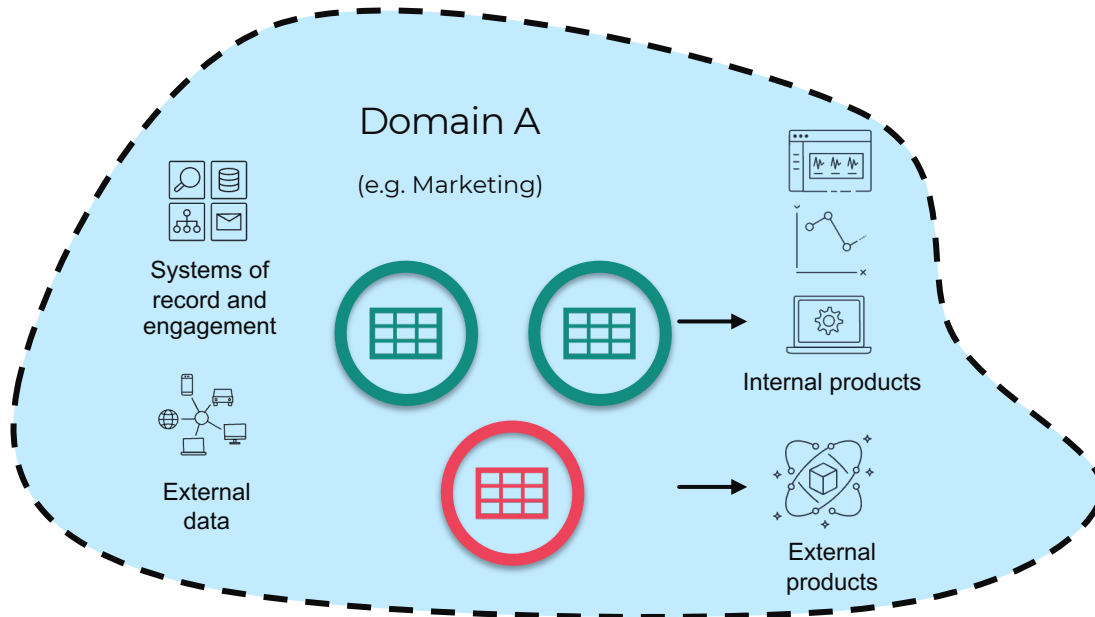 Domain A
(e.g. Marketing)
Systems of
record and
engagement
External
data
Internal products
External
products